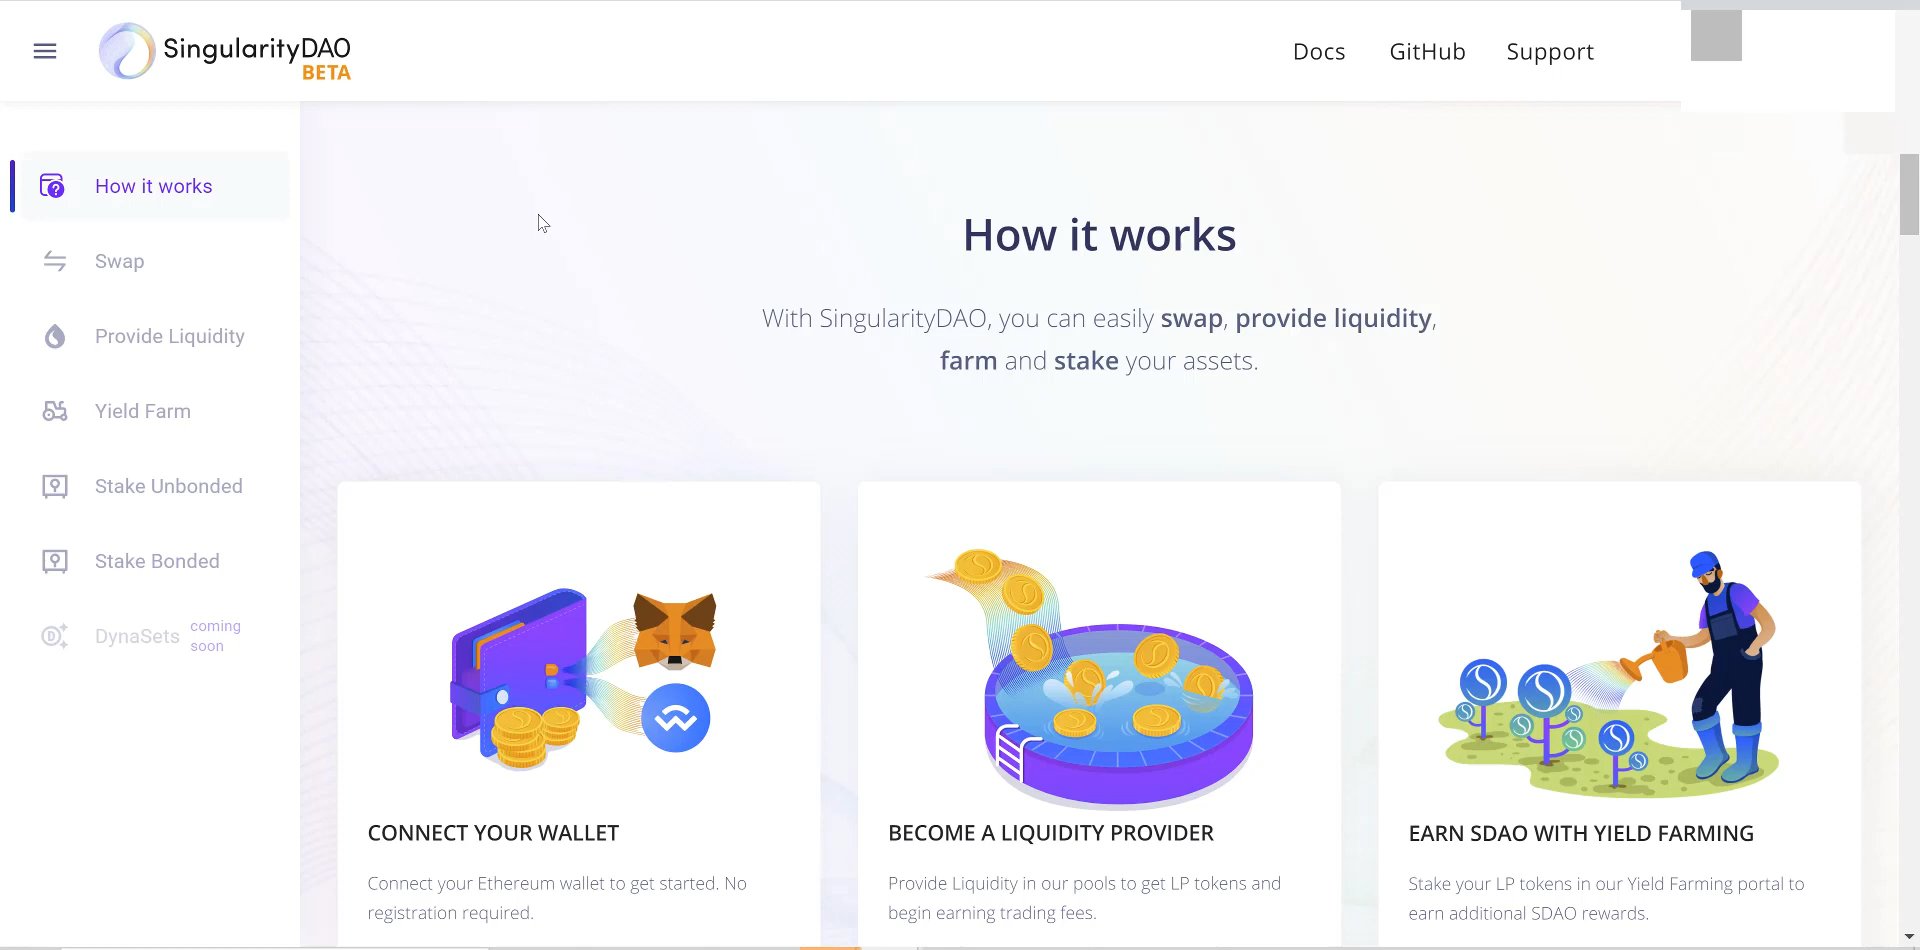 SingularityDAO
BETA
Docs GitHub Support
How it works
Swap
Provide Liquidity
Yield Farm
Stake Unbonded
Stake Bonded
DynaSets coming
soon
How it works
With SingularityDAO, you can easily swap, provide liquidity,
farm and stake your assets.
CONNECT YOUR WALLET
Connect your Ethereum wallet to get started. No
registration required.
BECOME A LIQUIDITY PROVIDER
Provide Liquidity in our pools to get LP tokens and
begin earning trading fees.
EARN SDAO WITH YIELD FARMING
Stake your LP tokens in our Yield Farming portal to
earn additional SDAO rewards.